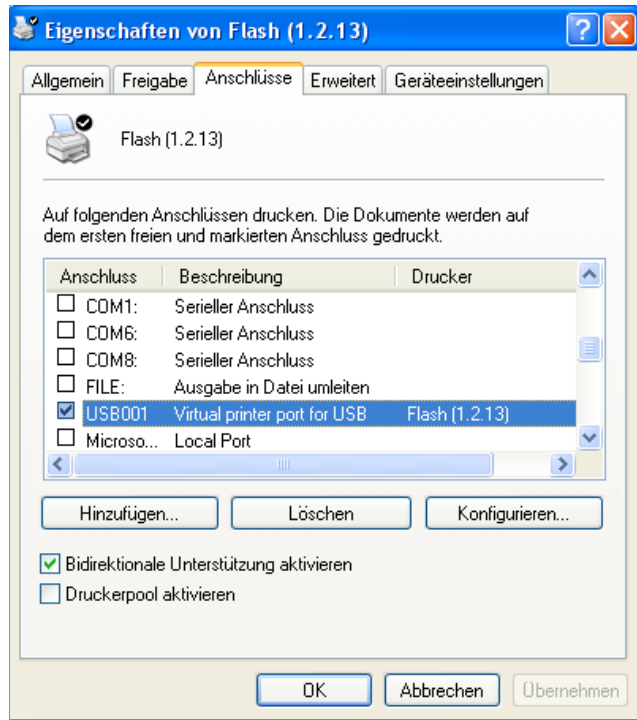 Eigenschaften von Flash (1.2.13)
Allgemein Freigabe Anschlüsse Erweitert Geräteeinstellungen
Flash (1.2.13)
Auf folgenden Anschlüssen drucken. Die Dokumente werden auf
dem ersten freien und markierten Anschluss gedruckt.
Anschluss Beschreibung Drucker
COM1: Serieller Anschluss
COM6: Serieller Anschluss
COM8: Serieller Anschluss
FILE: Ausgabe in Datei umleiten
USB001 Virtual printer port for USB Flash (1.2.13)
Microso... Local Port
Hinzufügen... Löschen Konfigurieren...
Bidirektionale Unterstützung aktivieren
Druckerpool aktivieren
OK Abbrechen Übernehmen